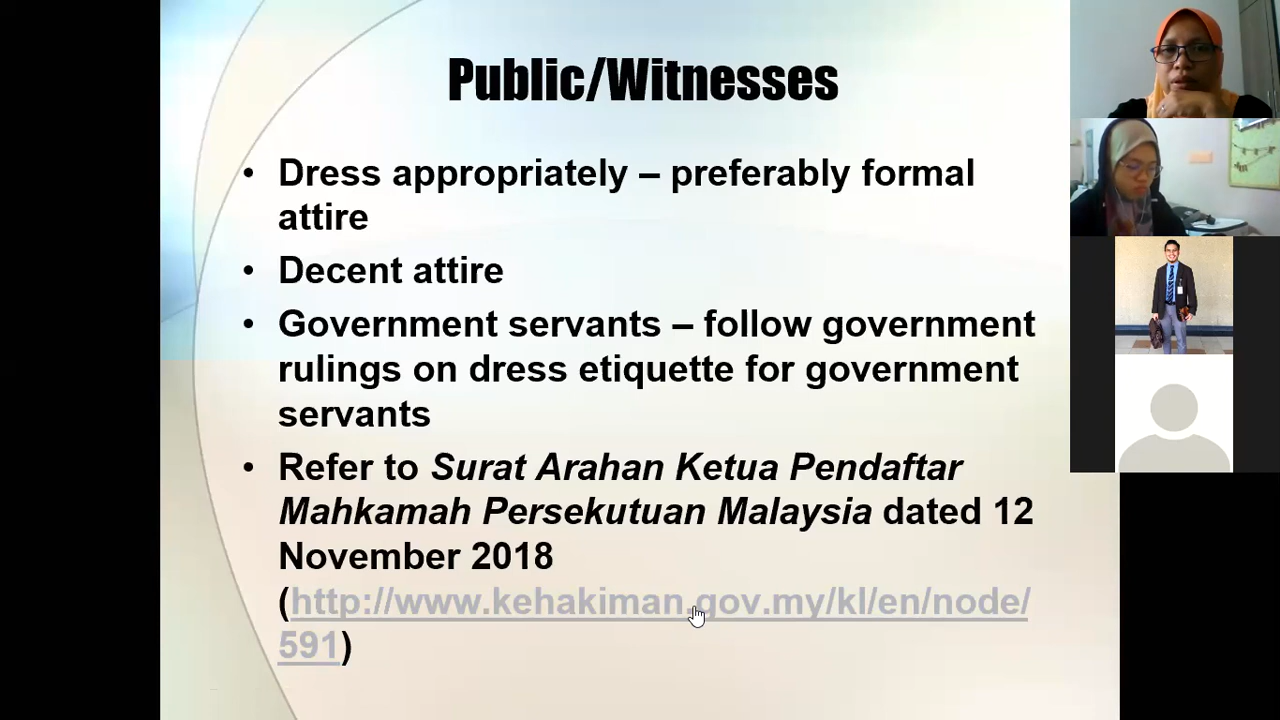 Public/Witnesses
• Dress appropriately – preferably formal
attire
• Decent attire
• Government servants – follow government
rulings on dress etiquette for government
servants
• Refer to Surat Arahan Ketua Pendaftar
Mahkamah Persekutuan Malaysia dated 12
November 2018
(http://www.kehakiman.gov.my/kl/en/node/
591)